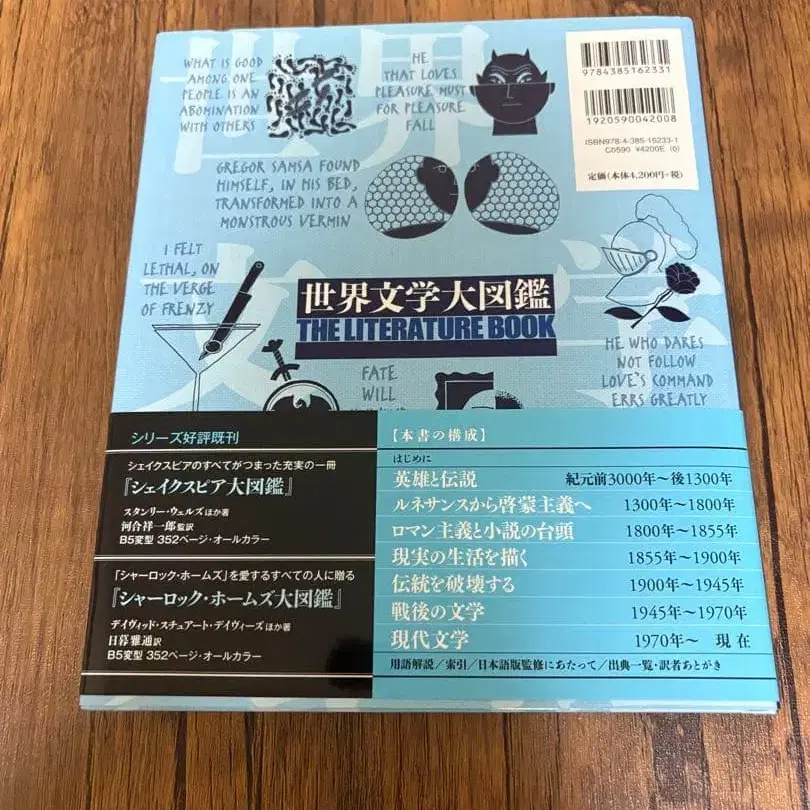 世界
文学
WHAT IS GOOD
AMONG ONE
PEOPLE IS AN
ABOMINATION
WITH OTHERS
HE
THAT LOVES
PLEASURE MUST
FOR PLEASURE
FALL
9784385162331
1920590042008
ISBN978-4-385-16233-1
C0590 ¥4200E (0)
定価(本体4,200円+税)
GREGOR SAMSA FOUND
HIMSELF, IN HIS BED,
TRANSFORMED INTO A
MONSTROUS VERMIN
I FELT
LETHAL, ON
THE VERGE
OF FRENZY
世界文学大図鑑
THE LITERATURE BOOK
HE WHO DARES
NOT FOLLOW
LOVE'S COMMAND
ERRS GREATLY
FATE
WILL
シリーズ好評既刊
シェイクスピアのすべてがつまった充実の一冊
『シェイクスピア大図鑑』
スタンリー・ウェルズ ほか著
河合祥一郎 監訳
B5変型 352ページ・オールカラー
「シャーロック・ホームズ」を愛するすべての人に贈る
『シャーロック・ホームズ大図鑑』
デイヴィッド・スチュアート・デイヴィーズ ほか著
日暮雅通 訳
B5変型 352ページ・オールカラー
【本書の構成】
はじめに
英雄と伝説 紀元前3000年〜後1300年
ルネサンスから啓蒙主義へ 1300年〜1800年
ロマン主義と小説の台頭 1800年〜1855年
現実の生活を描く 1855年〜1900年
伝統を破壊する 1900年〜1945年
戦後の文学 1945年〜1970年
現代文学 1970年〜 現在
用語解説/索引/日本語版監修にあたって/出典一覧・訳者あとがき